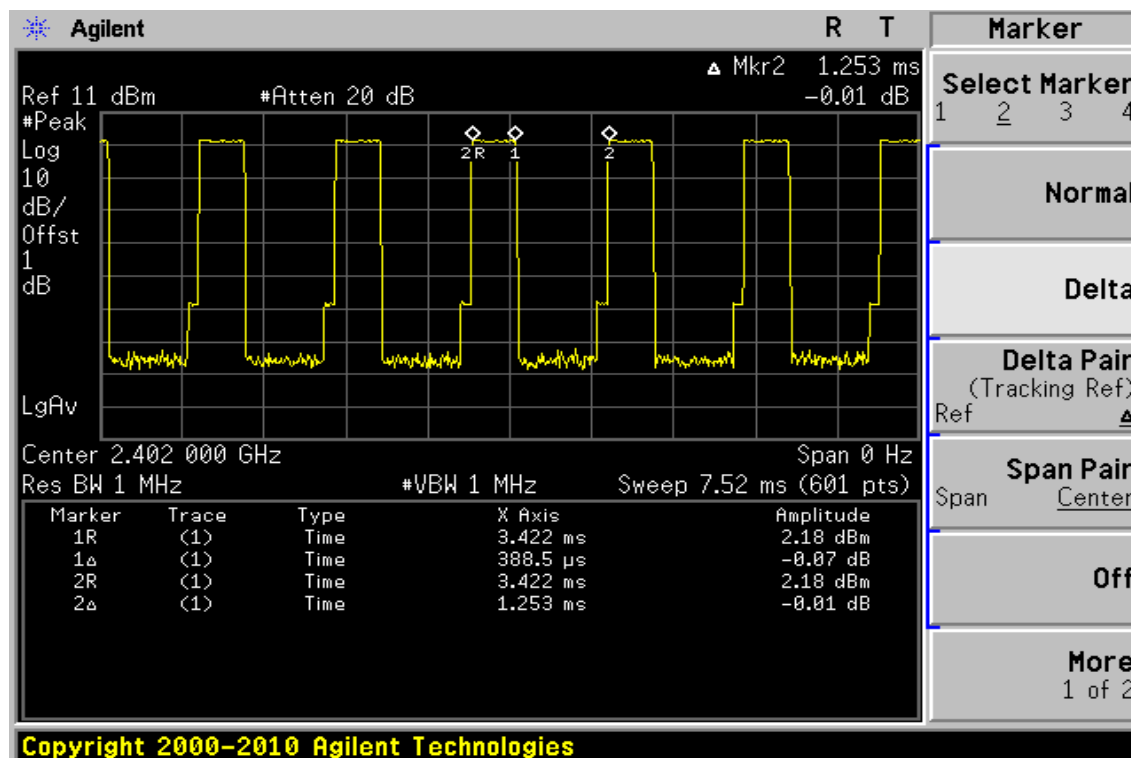 Agilent R T
Marker
△ Mkr2 1.253 ms
Ref 11 dBm #Atten 20 dB -0.01 dB
#Peak
Log
10
dB/
Offst
1
dB
LgAv
2R 1 2
Center 2.402 000 GHz Span 0 Hz
Res BW 1 MHz #VBW 1 MHz Sweep 7.52 ms (601 pts)
Marker Trace Type X Axis Amplitude
1R (1) Time 3.422 ms 2.18 dBm
1△ (1) Time 388.5 µs -0.07 dB
2R (1) Time 3.422 ms 2.18 dBm
2△ (1) Time 1.253 ms -0.01 dB
Select Marker
1 2 3 4
Normal
Delta
Delta Pair
(Tracking Ref)
Ref △
Span Pair
Span Center
Off
More
1 of 2
Copyright 2000-2010 Agilent Technologies